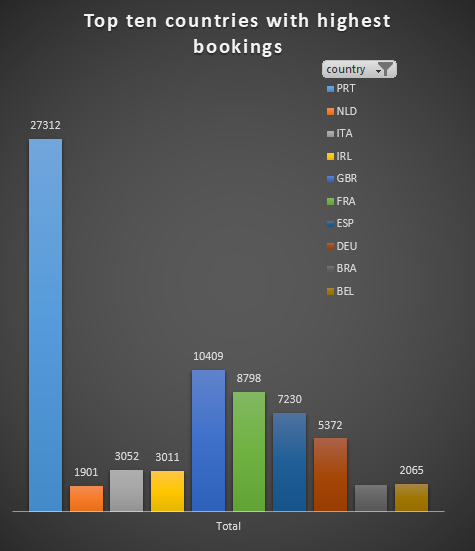 Top ten countries with highest
bookings
country
PRT
NLD
ITA
IRL
GBR
FRA
ESP
DEU
BRA
BEL
27312
1901
3052
3011
10409
8798
7230
5372
2065
Total